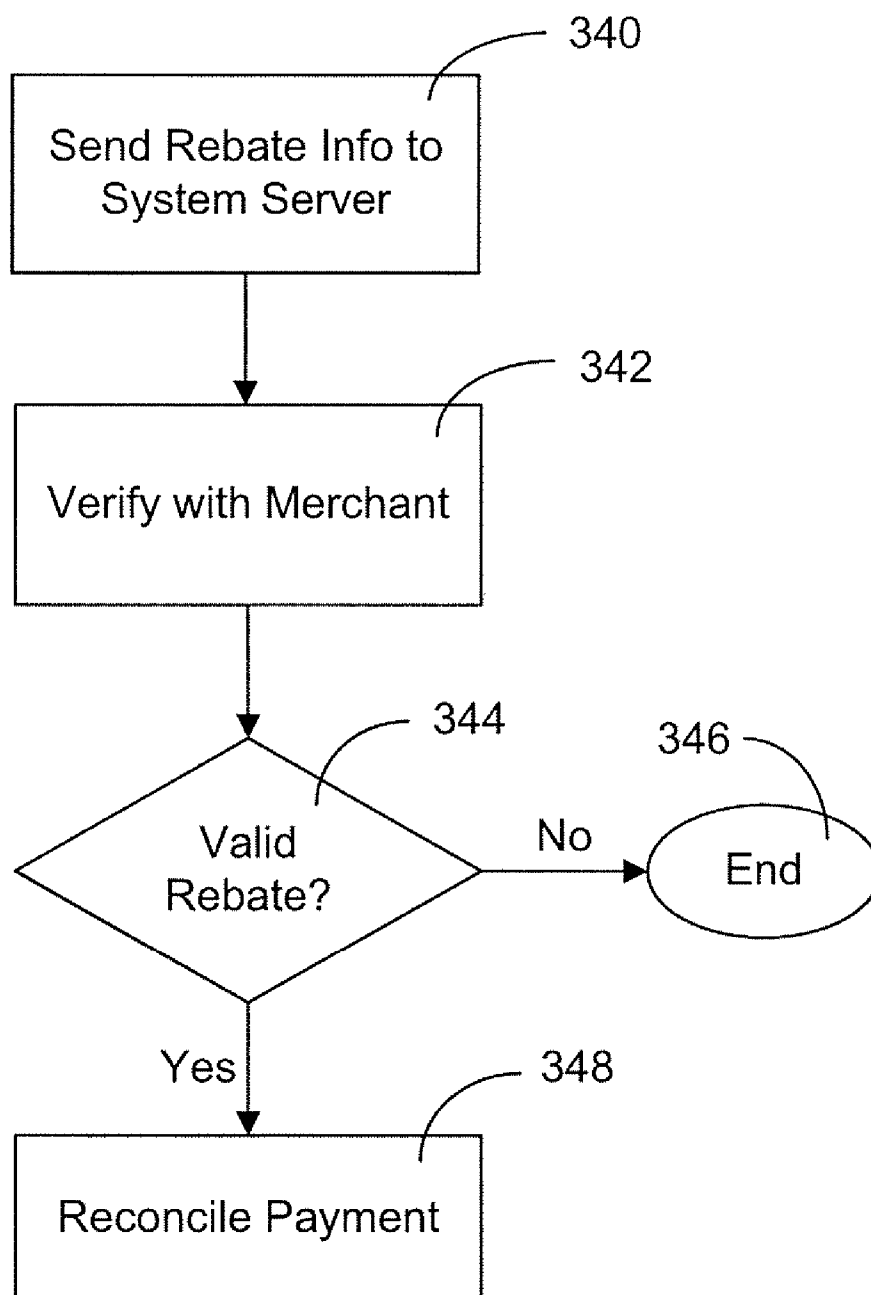 340
Send Rebate Info to
System Server
342
Verify with Merchant
344
346
Valid
Rebate?
No
End
Yes
348
Reconcile Payment